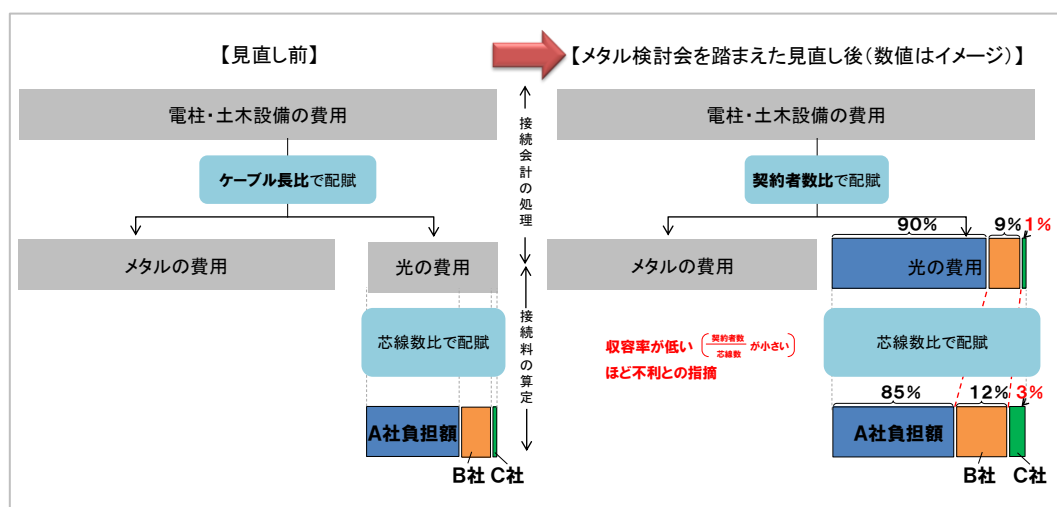 【見直し前】
【メタル検討会を踏まえた見直し後(数値はイメージ)】
電柱・土木設備の費用
ケーブル長比で配賦
メタルの費用
光の費用
芯線数比で配賦
A社負担額
B社 C社
接続会計の処理
接続料の算定
電柱・土木設備の費用
契約者数比で配賦
90% 9% 1%
メタルの費用
光の費用
芯線数比で配賦
収容率が低い(契約者数/芯線数 が小さい)
ほど不利との指摘
85% 12% 3%
A社負担額
B社 C社